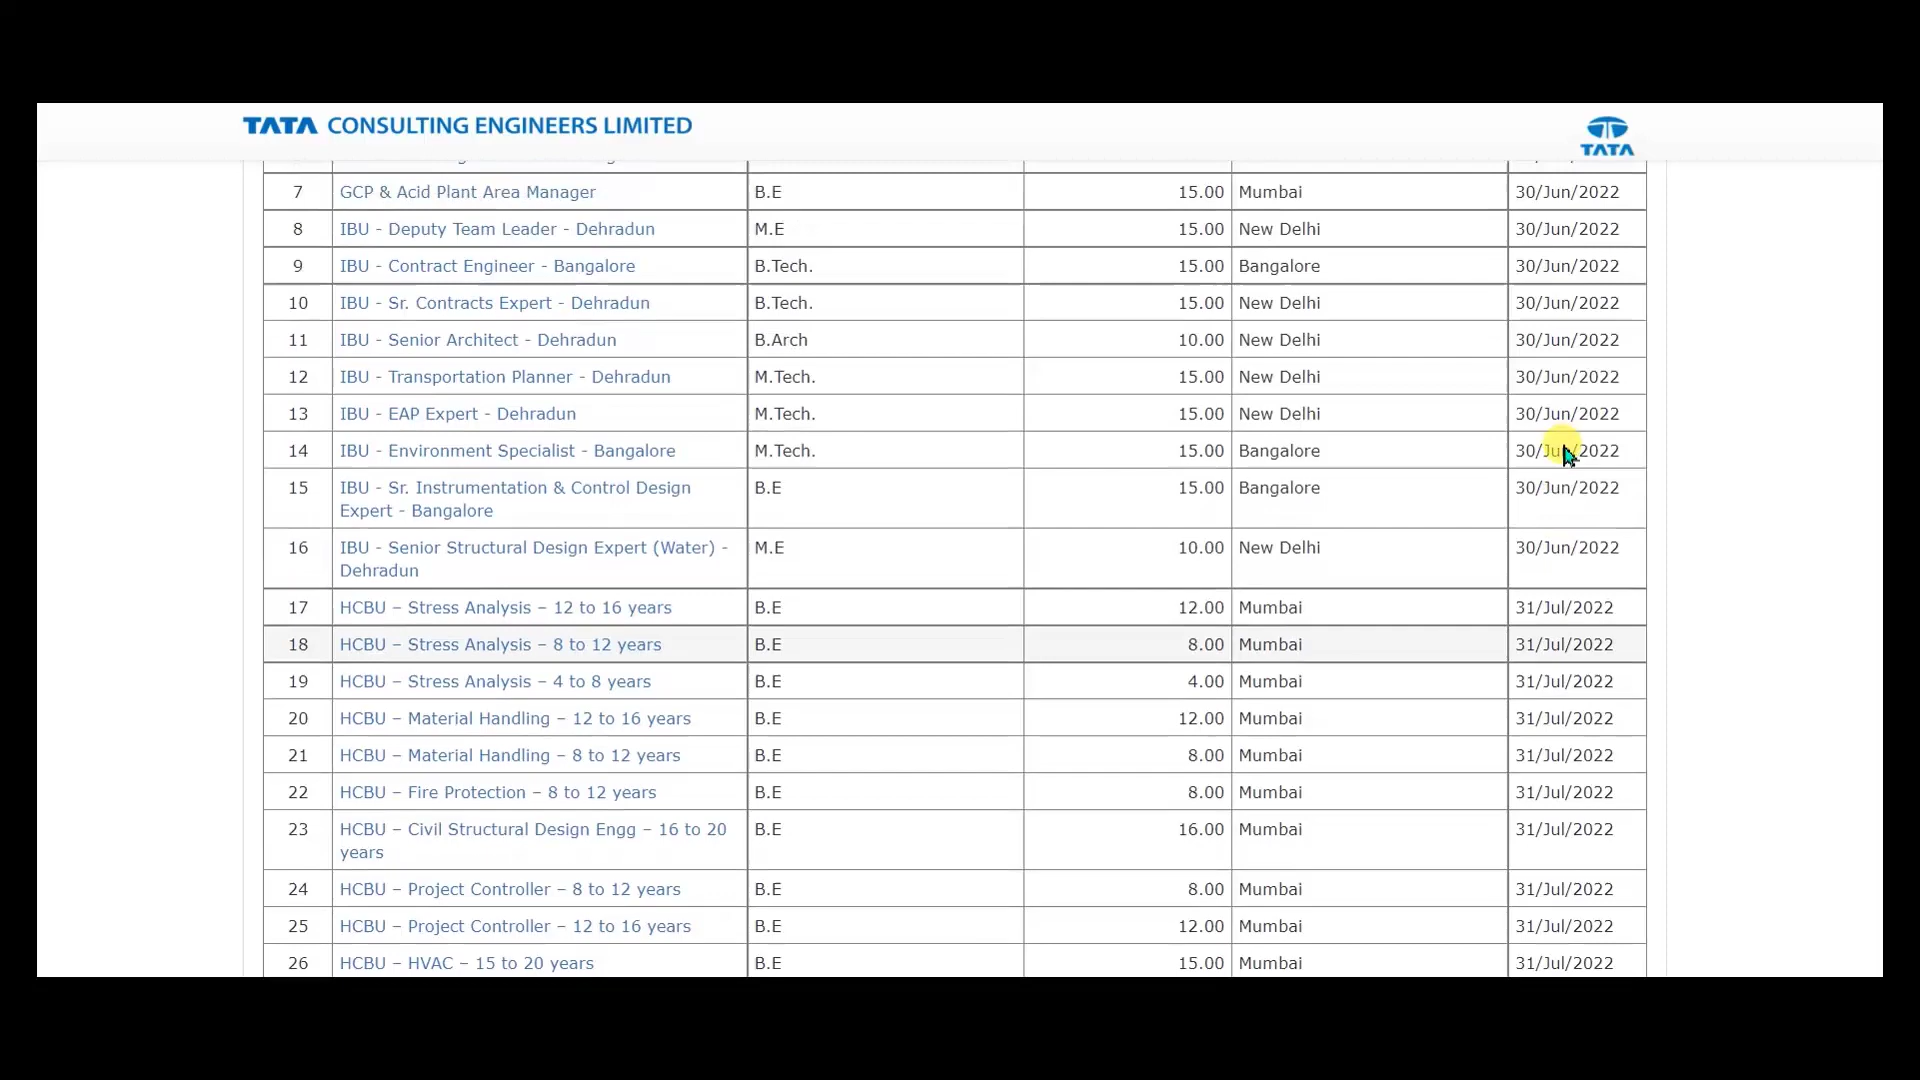 TATA CONSULTING ENGINEERS LIMITED
TATA
7 GCP & Acid Plant Area Manager B.E 15.00 Mumbai 30/Jun/2022
8 IBU - Deputy Team Leader - Dehradun M.E 15.00 New Delhi 30/Jun/2022
9 IBU - Contract Engineer - Bangalore B.Tech. 15.00 Bangalore 30/Jun/2022
10 IBU - Sr. Contracts Expert - Dehradun B.Tech. 15.00 New Delhi 30/Jun/2022
11 IBU - Senior Architect - Dehradun B.Arch 10.00 New Delhi 30/Jun/2022
12 IBU - Transportation Planner - Dehradun M.Tech. 15.00 New Delhi 30/Jun/2022
13 IBU - EAP Expert - Dehradun M.Tech. 15.00 New Delhi 30/Jun/2022
14 IBU - Environment Specialist - Bangalore M.Tech. 15.00 Bangalore 30/Jun/2022
15 IBU - Sr. Instrumentation & Control Design B.E 15.00 Bangalore 30/Jun/2022
Expert - Bangalore
16 IBU - Senior Structural Design Expert (Water) - M.E 10.00 New Delhi 30/Jun/2022
Dehradun
17 HCBU – Stress Analysis – 12 to 16 years B.E 12.00 Mumbai 31/Jul/2022
18 HCBU – Stress Analysis – 8 to 12 years B.E 8.00 Mumbai 31/Jul/2022
19 HCBU – Stress Analysis – 4 to 8 years B.E 4.00 Mumbai 31/Jul/2022
20 HCBU – Material Handling – 12 to 16 years B.E 12.00 Mumbai 31/Jul/2022
21 HCBU – Material Handling – 8 to 12 years B.E 8.00 Mumbai 31/Jul/2022
22 HCBU – Fire Protection – 8 to 12 years B.E 8.00 Mumbai 31/Jul/2022
23 HCBU – Civil Structural Design Engg – 16 to 20 B.E 16.00 Mumbai 31/Jul/2022
years
24 HCBU – Project Controller – 8 to 12 years B.E 8.00 Mumbai 31/Jul/2022
25 HCBU – Project Controller – 12 to 16 years B.E 12.00 Mumbai 31/Jul/2022
26 HCBU – HVAC – 15 to 20 years B.E 15.00 Mumbai 31/Jul/2022